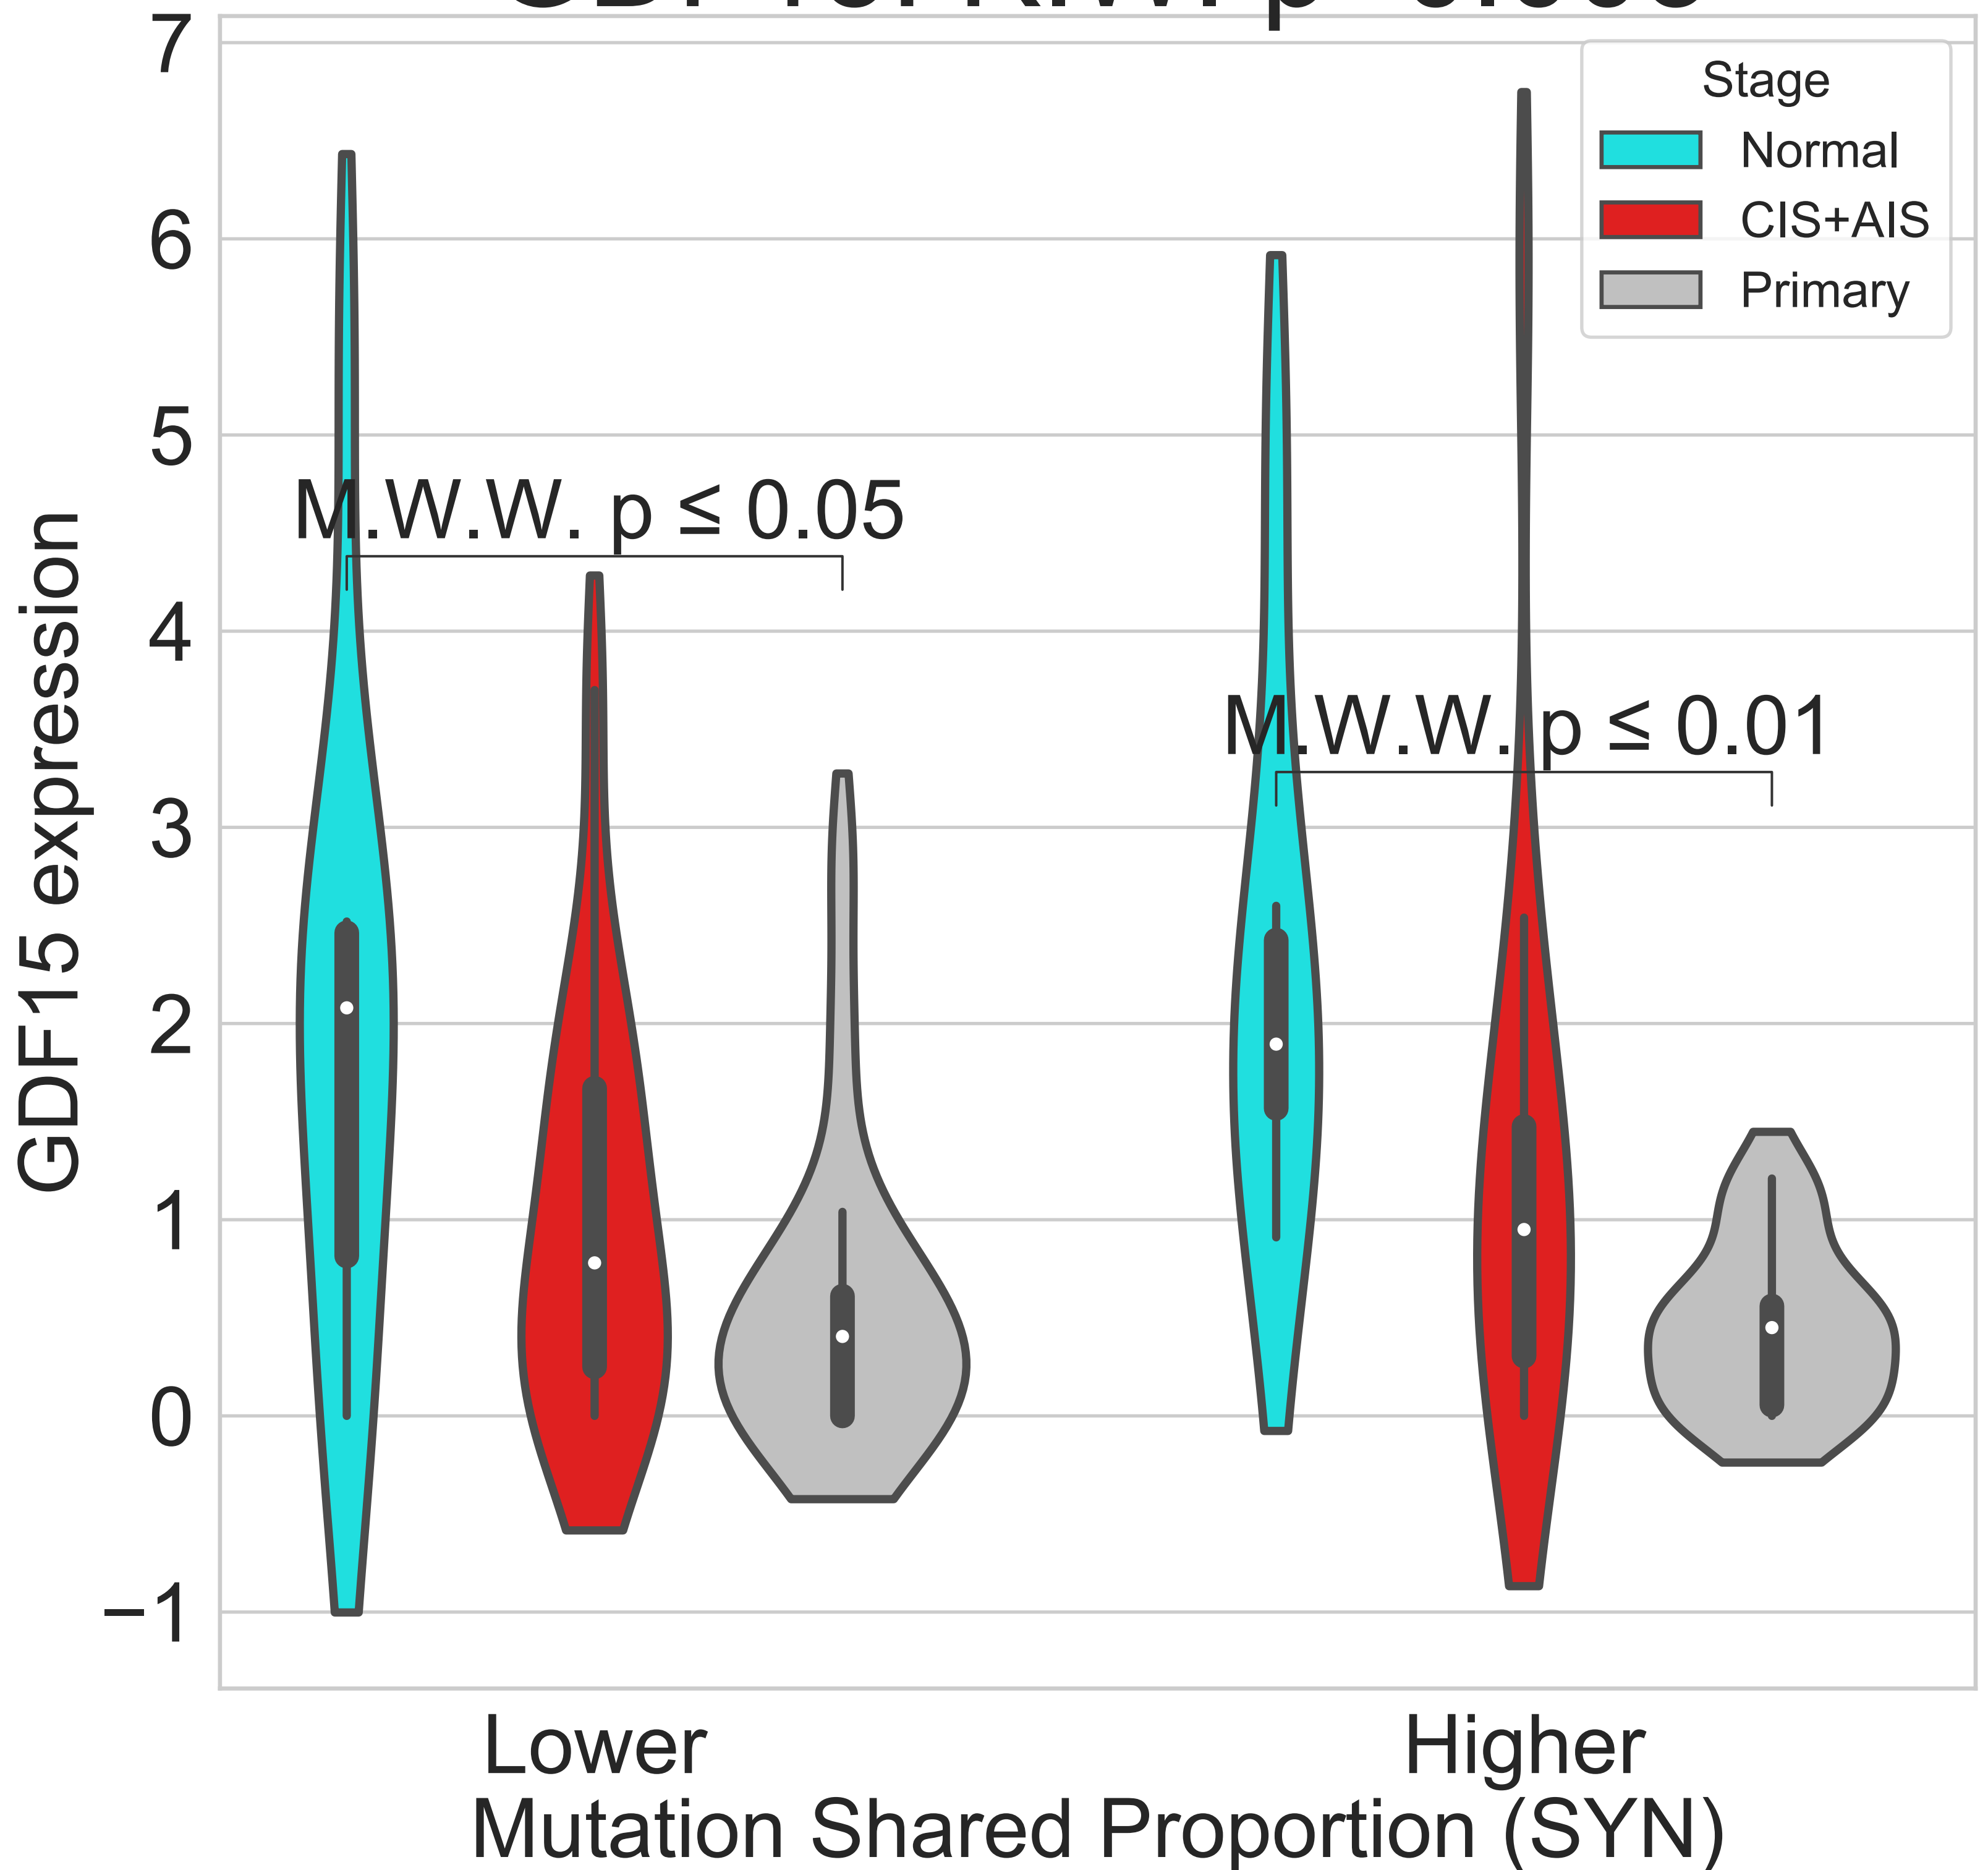 7
6
5
4
3
2
1
0
−1
GDF15 expression
Stage
Normal
CIS+AIS
Primary
M.W.W. p ≤ 0.05
M.W.W. p ≤ 0.01
Lower
Higher
Mutation Shared Proportion (SYN)